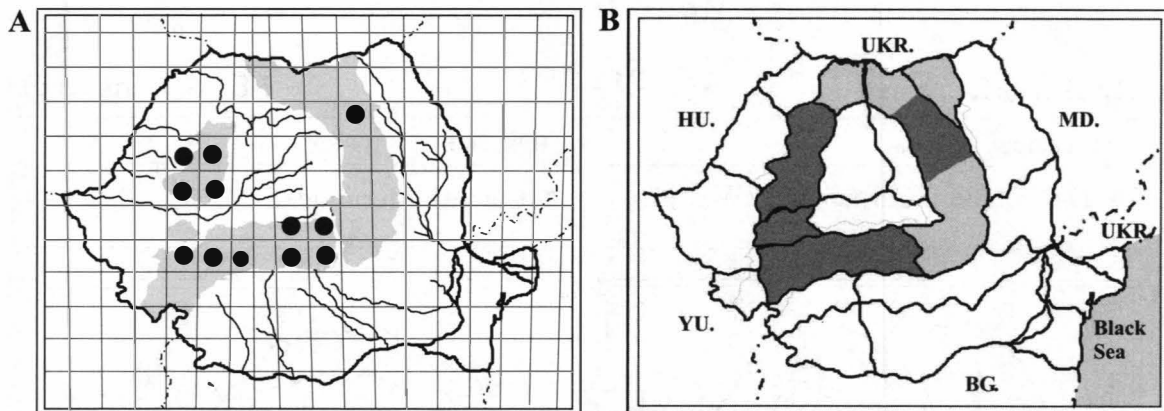 A
B
UKR.
HU.
MD.
UKR.
YU.
Black
Sea
BG.